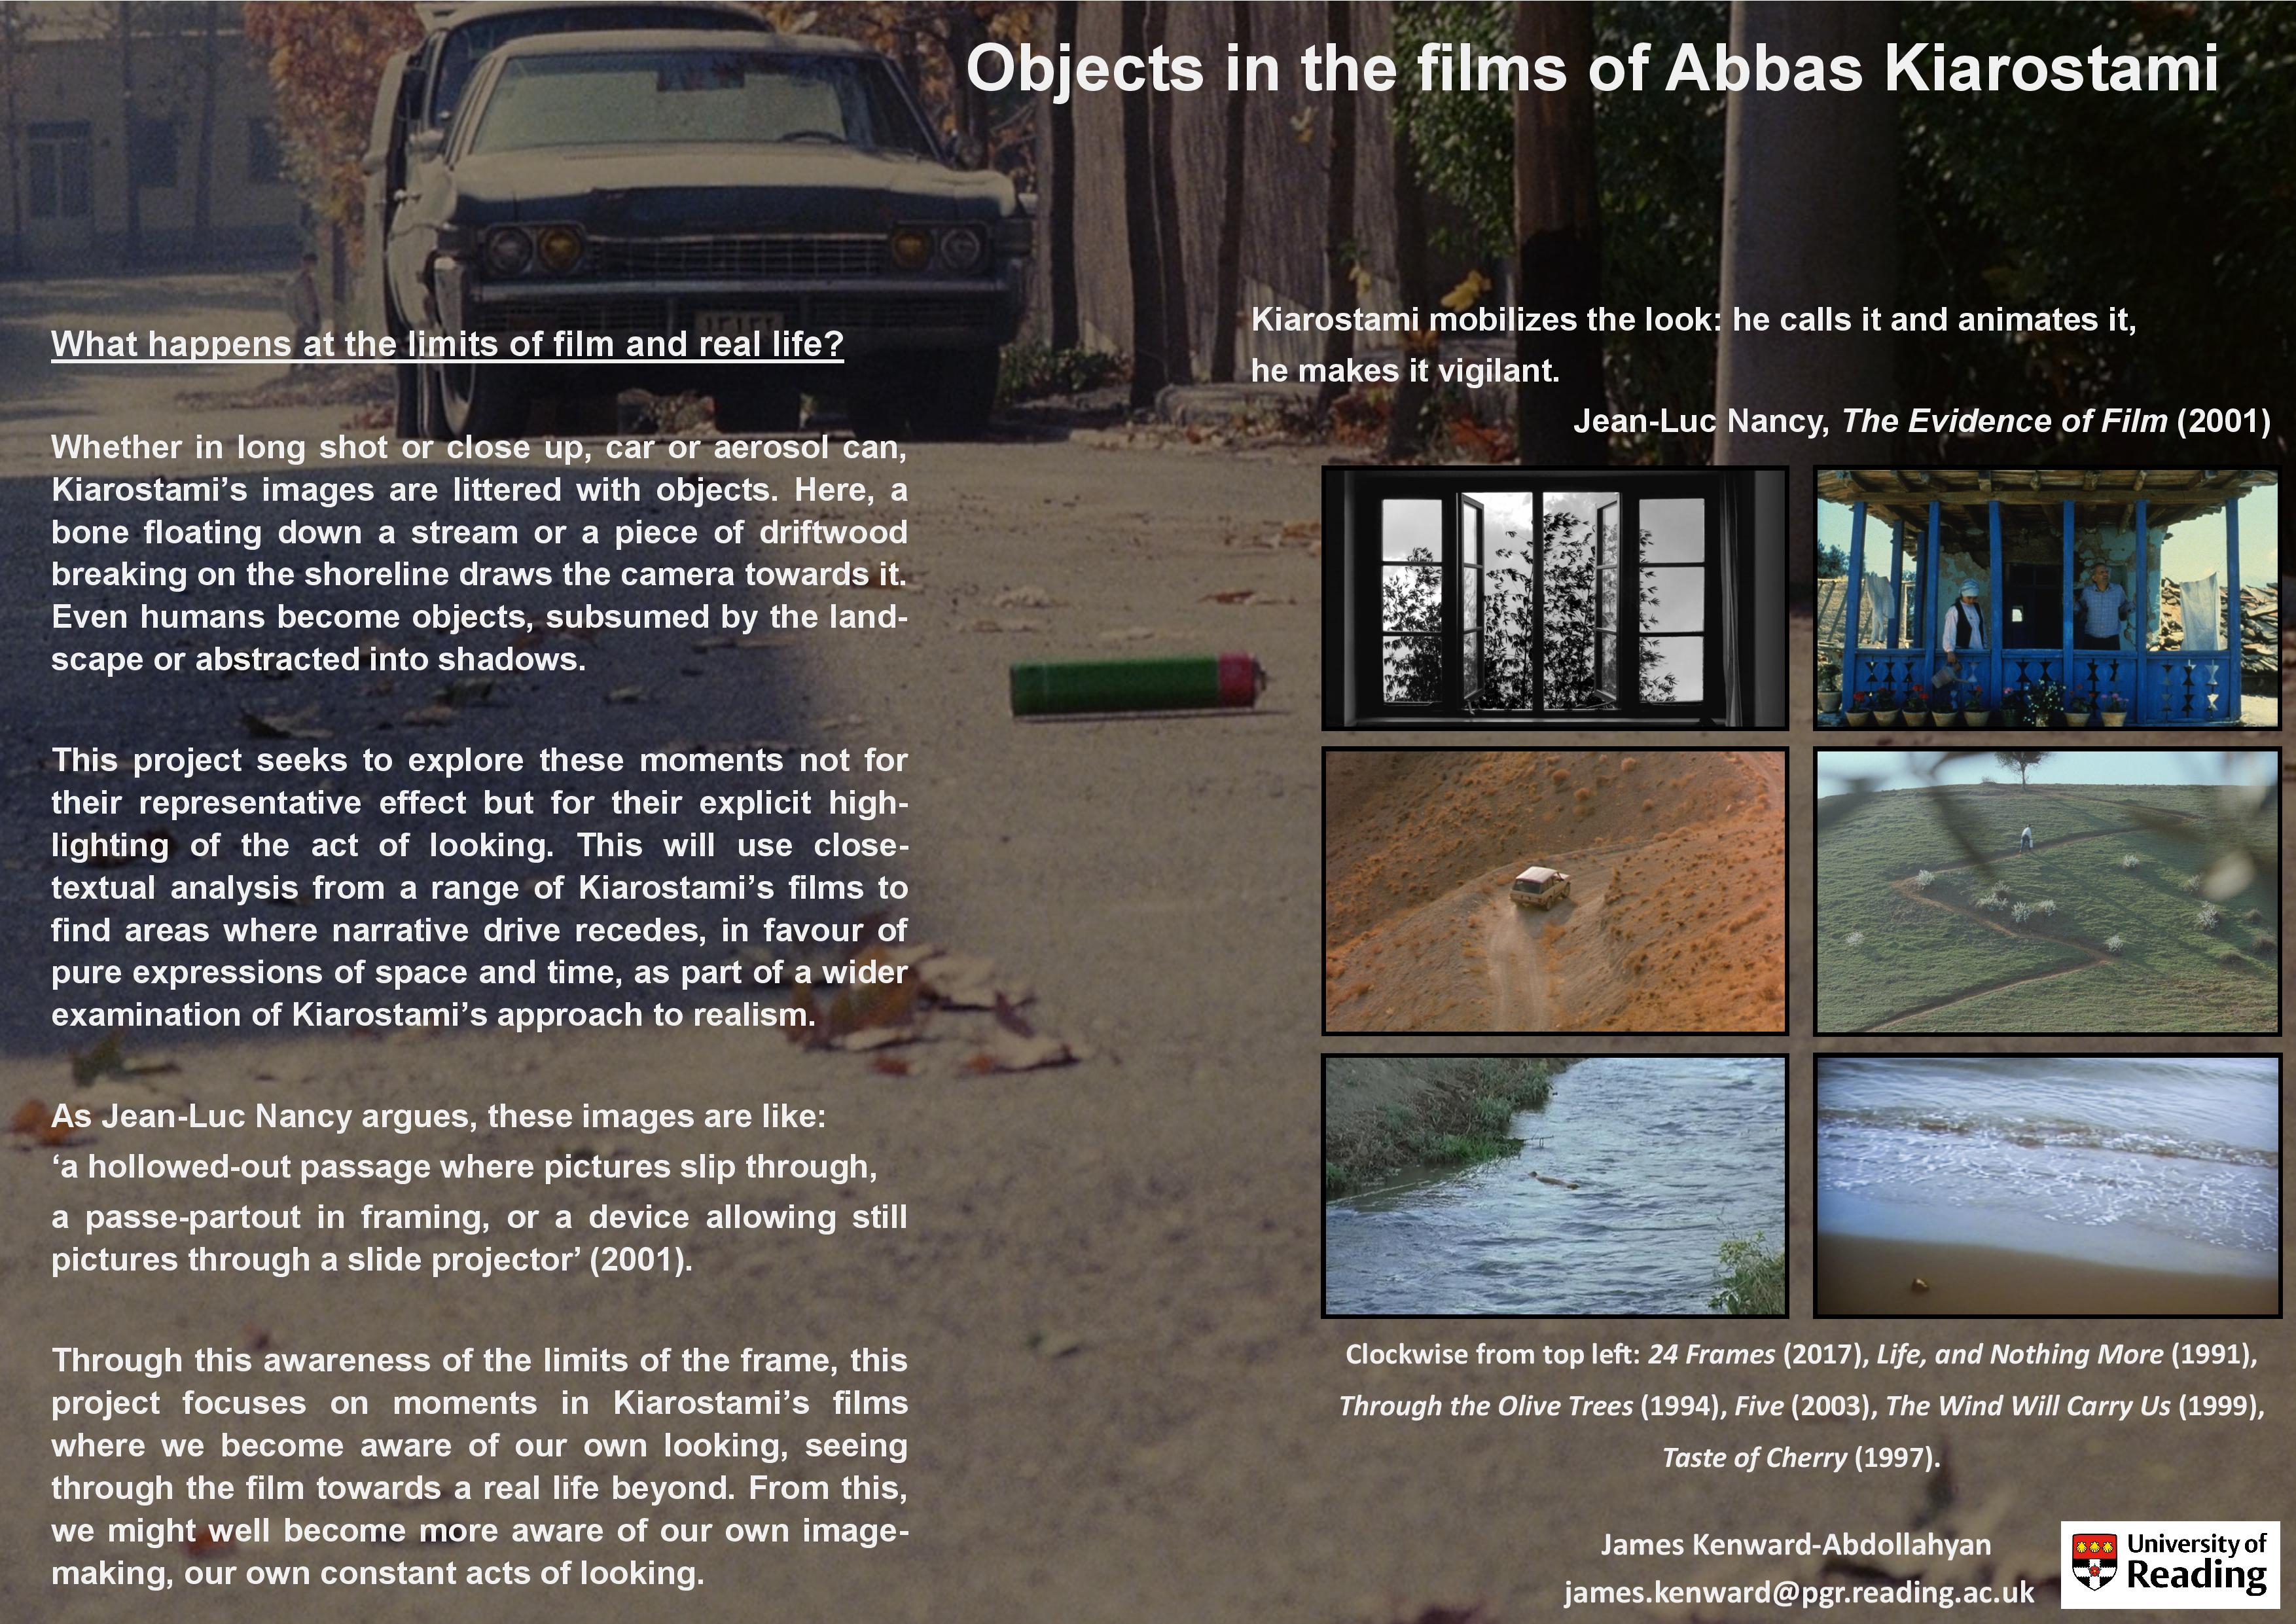 Objects in the films of Abbas Kiarostami
What happens at the limits of film and real life?
Whether in long shot or close up, car or aerosol can,
Kiarostami’s images are littered with objects. Here, a
bone floating down a stream or a piece of driftwood
breaking on the shoreline draws the camera towards it.
Even humans become objects, subsumed by the land-
scape or abstracted into shadows.
This project seeks to explore these moments not for
their representative effect but for their explicit high-
lighting of the act of looking. This will use close-
textual analysis from a range of Kiarostami’s films to
find areas where narrative drive recedes, in favour of
pure expressions of space and time, as part of a wider
examination of Kiarostami’s approach to realism.
As Jean-Luc Nancy argues, these images are like:
‘a hollowed-out passage where pictures slip through,
a passe-partout in framing, or a device allowing still
pictures through a slide projector’ (2001).
Through this awareness of the limits of the frame, this
project focuses on moments in Kiarostami’s films
where we become aware of our own looking, seeing
through the film towards a real life beyond. From this,
we might well become more aware of our own image-
making, our own constant acts of looking.
Kiarostami mobilizes the look: he calls it and animates it,
he makes it vigilant.
Jean-Luc Nancy, The Evidence of Film (2001)
Clockwise from top left: 24 Frames (2017), Life, and Nothing More (1991),
Through the Olive Trees (1994), Five (2003), The Wind Will Carry Us (1999),
Taste of Cherry (1997).
James Kenward-Abdollahyan
james.kenward@pgr.reading.ac.uk
University of
Reading